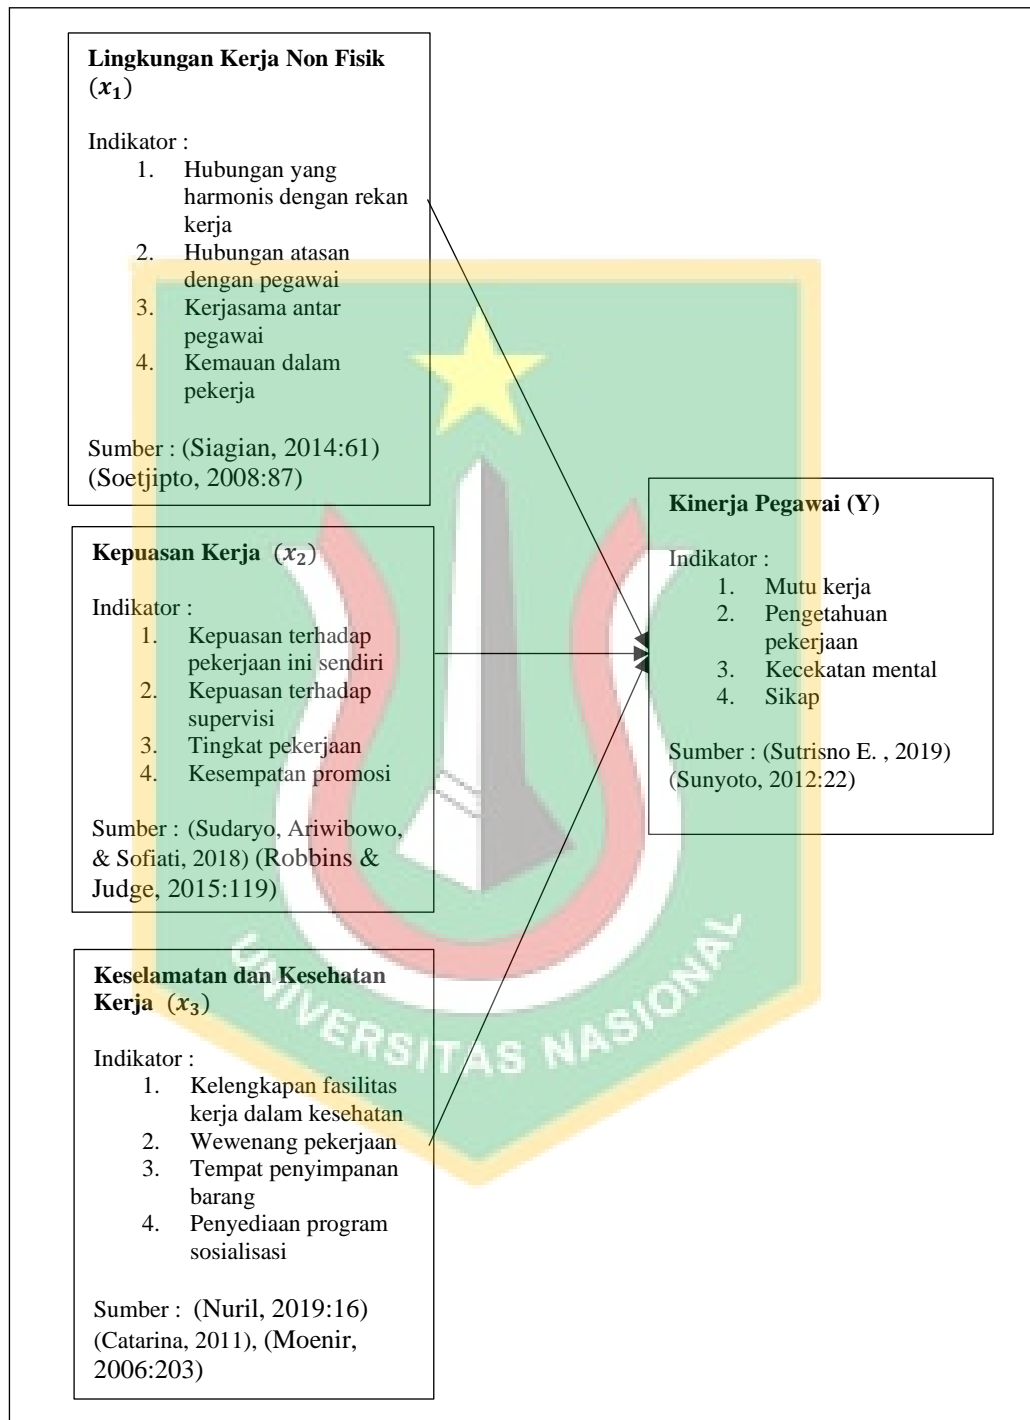 Lingkungan Kerja Non Fisik
(x₁)
Indikator :
1. Hubungan yang
harmonis dengan rekan
kerja
2. Hubungan atasan
dengan pegawai
3. Kerjasama antar
pegawai
4. Kemauan dalam
pekerja
Sumber : (Siagian, 2014:61)
(Soetjipto, 2008:87)
Kepuasan Kerja (x₂)
Indikator :
1. Kepuasan terhadap
pekerjaan ini sendiri
2. Kepuasan terhadap
supervisi
3. Tingkat pekerjaan
4. Kesempatan promosi
Sumber : (Sudaryo, Ariwibowo,
& Sofiati, 2018) (Robbins &
Judge, 2015:119)
Keselamatan dan Kesehatan
Kerja (x₃)
Indikator :
1. Kelengkapan fasilitas
kerja dalam kesehatan
2. Wewenang pekerjaan
3. Tempat penyimpanan
barang
4. Penyediaan program
sosialisasi
Sumber : (Nuril, 2019:16)
(Catarina, 2011), (Moenir,
2006:203)
Kinerja Pegawai (Y)
Indikator :
1. Mutu kerja
2. Pengetahuan
pekerjaan
3. Kecekatan mental
4. Sikap
Sumber : (Sutrisno E. , 2019)
(Sunyoto, 2012:22)
UNIVERSITAS NASIONAL